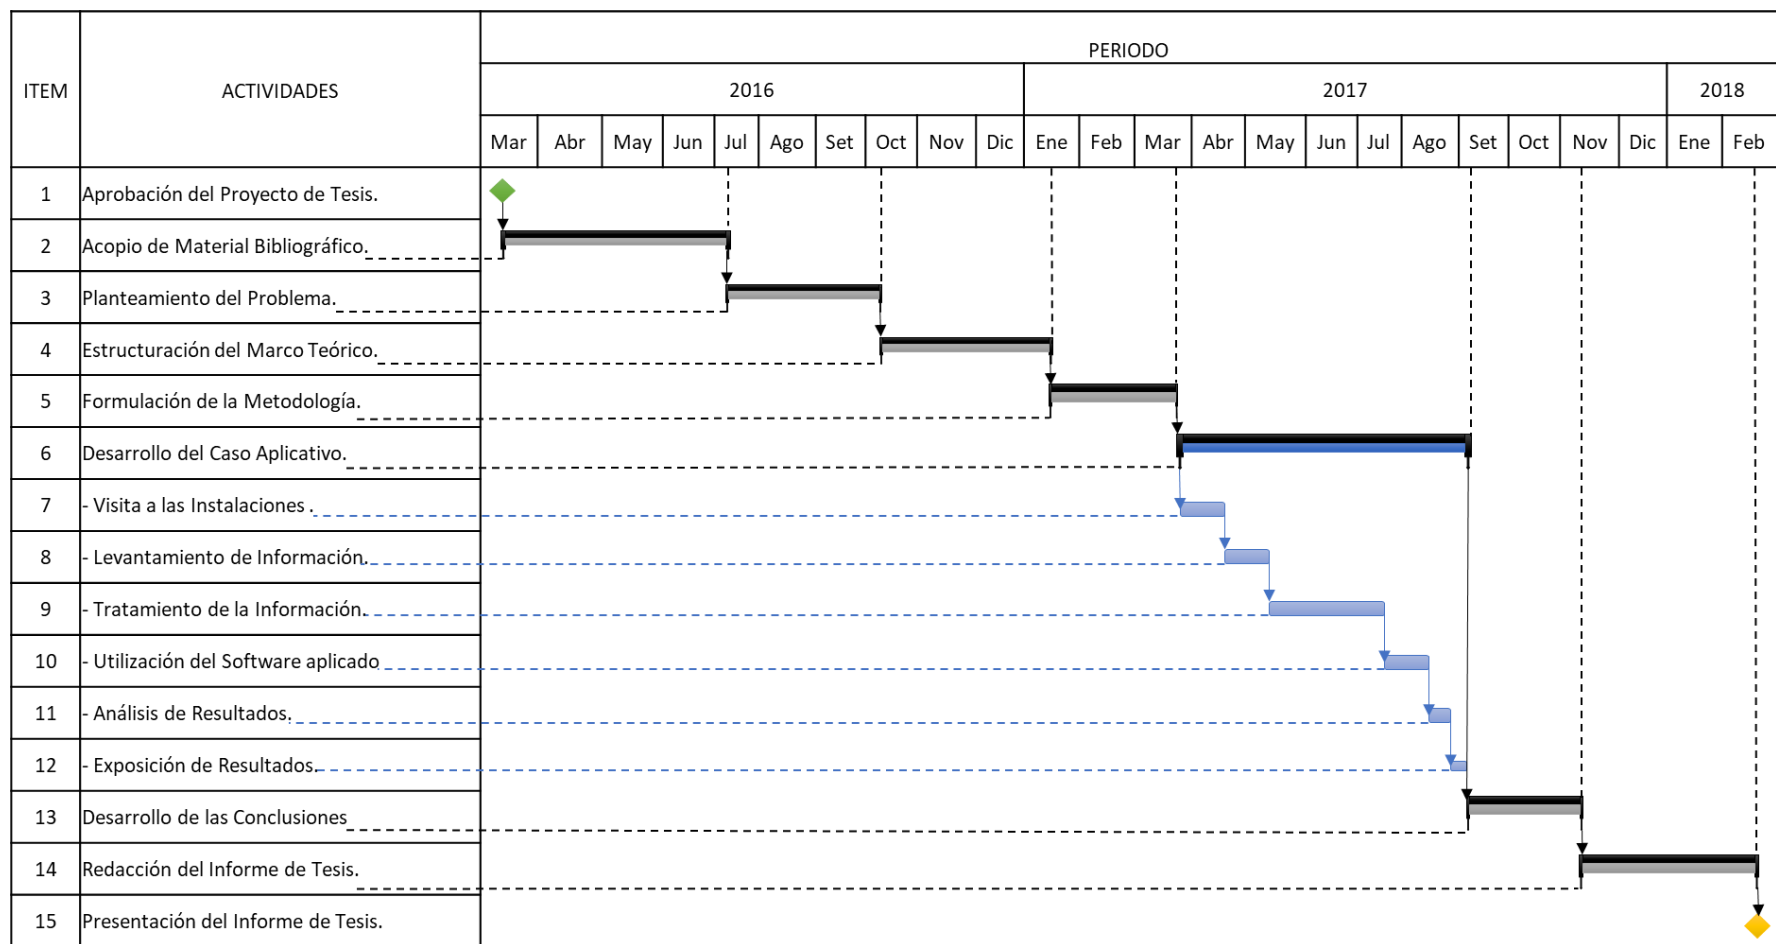 PERIODO
ITEM ACTIVIDADES 2016 2017 2018
Mar Abr May Jun Jul Ago Set Oct Nov Dic Ene Feb Mar Abr May Jun Jul Ago Set Oct Nov Dic Ene Feb
1 Aprobación del Proyecto de Tesis.
2 Acopio de Material Bibliográfico.
3 Planteamiento del Problema.
4 Estructuración del Marco Teórico.
5 Formulación de la Metodología.
6 Desarrollo del Caso Aplicativo.
7 - Visita a las Instalaciones .
8 - Levantamiento de Información.
9 - Tratamiento de la Información.
10 - Utilización del Software aplicado
11 - Análisis de Resultados.
12 - Exposición de Resultados.
13 Desarrollo de las Conclusiones
14 Redacción del Informe de Tesis.
15 Presentación del Informe de Tesis.